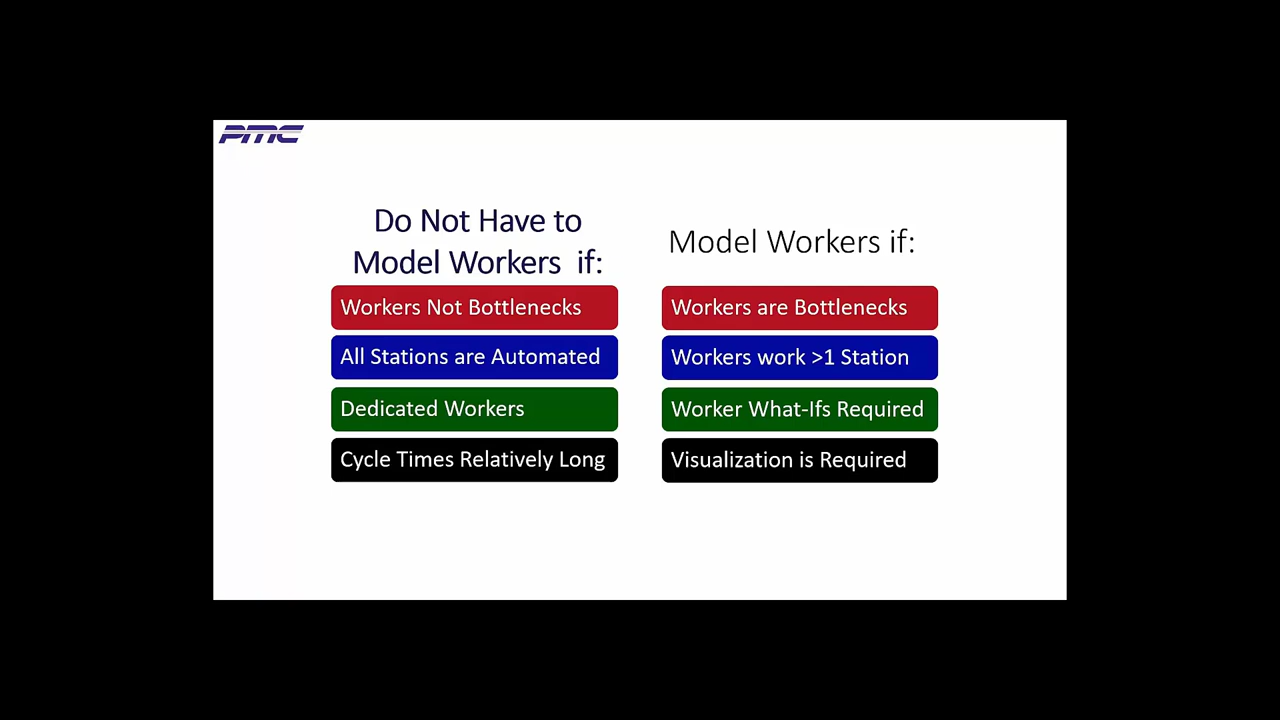 PMC
Do Not Have to
Model Workers if:
Workers Not Bottlenecks
All Stations are Automated
Dedicated Workers
Cycle Times Relatively Long
Model Workers if:
Workers are Bottlenecks
Workers work >1 Station
Worker What-Ifs Required
Visualization is Required